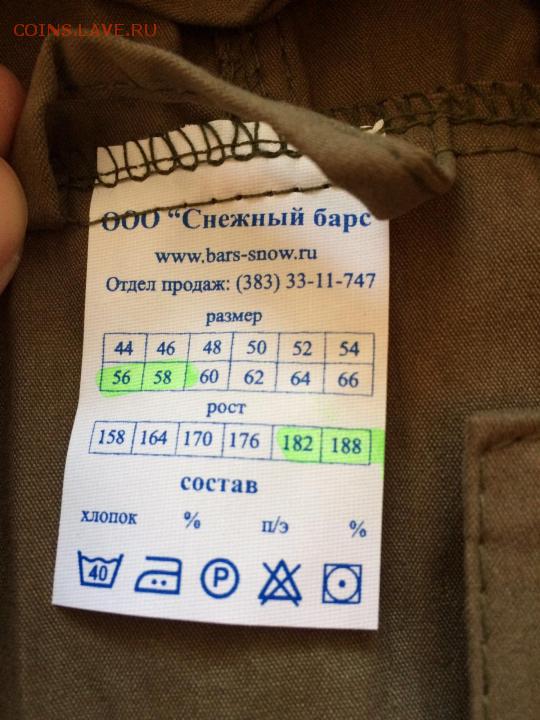 COINS.LAVE.RU
ООО “Снежный барс
www.bars-snow.ru
Отдел продаж: (383) 33-11-747
размер
44 46 48 50 52 54
56 58 60 62 64 66
рост
158 164 170 176 182 188
состав
хлопок % п/э %
40 P